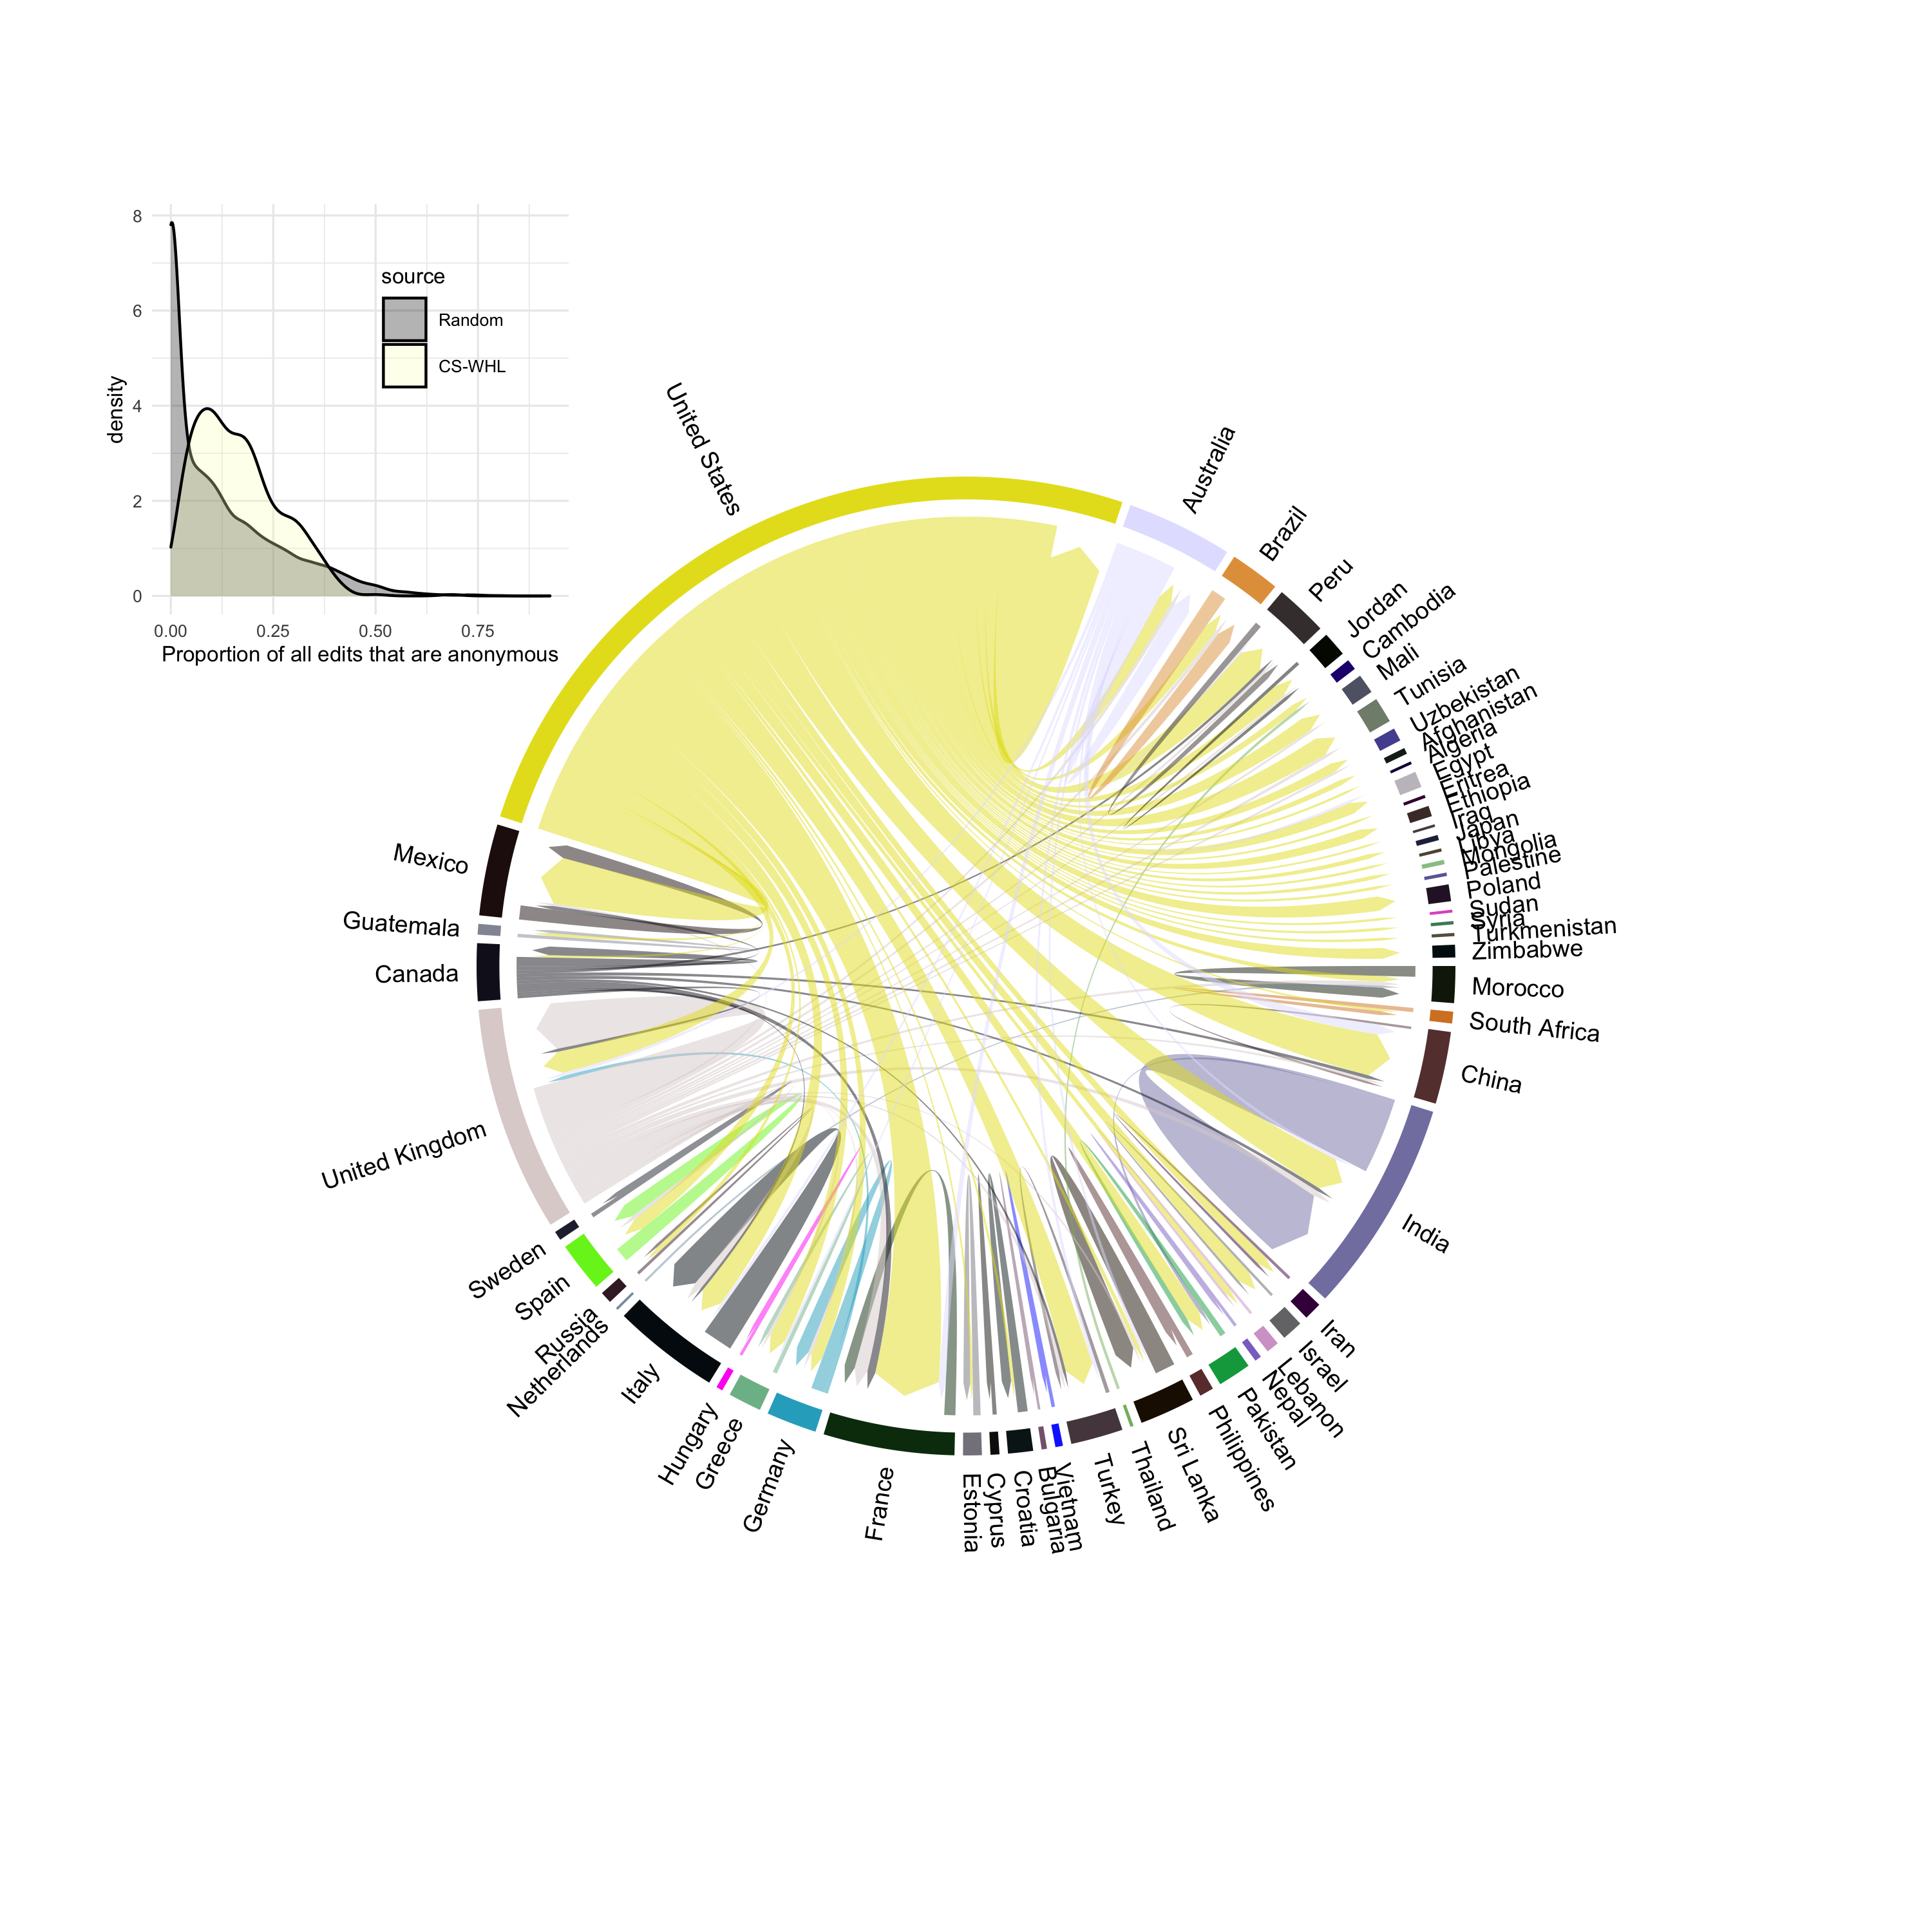 8
6
4
2
0
density
0.00
0.25
0.50
0.75
Proportion of all edits that are anonymous
source
Random
CS-WHL
United States
Australia
Brazil
Peru
Jordan
Cambodia
Mali
Tunisia
Uzbekistan
Afghanistan
Algeria
Egypt
Eritrea
Ethiopia
Iraq
Japan
Libya
Mongolia
Palestine
Poland
Sudan
Syria
Turkmenistan
Zimbabwe
Morocco
South Africa
China
India
Iran
Israel
Lebanon
Nepal
Pakistan
Philippines
Sri Lanka
Thailand
Turkey
Vietnam
Bulgaria
Croatia
Cyprus
Estonia
France
Germany
Greece
Hungary
Italy
Netherlands
Russia
Spain
Sweden
United Kingdom
Canada
Guatemala
Mexico